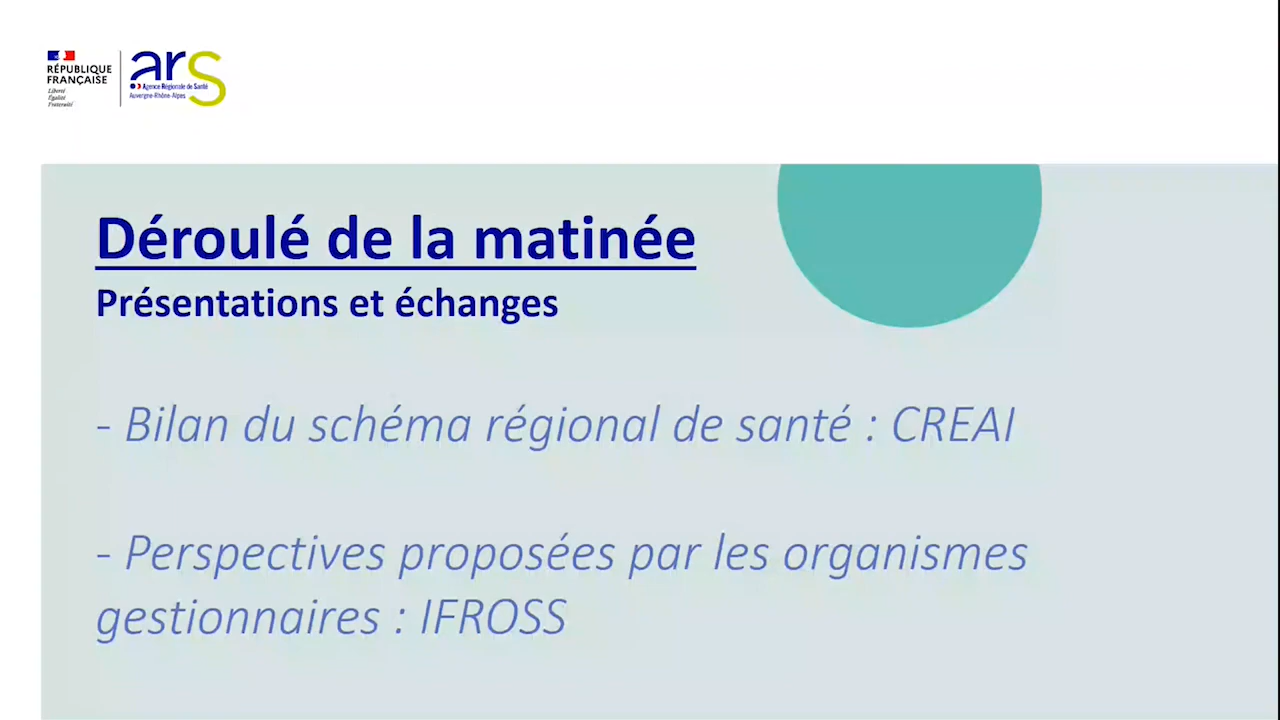 RÉPUBLIQUE
FRANÇAISE
Liberté
Égalité
Fraternité
ars
Agence Régionale de Santé
Auvergne-Rhône-Alpes
Déroulé de la matinée
Présentations et échanges
- Bilan du schéma régional de santé : CREAI
- Perspectives proposées par les organismes
gestionnaires : IFROSS